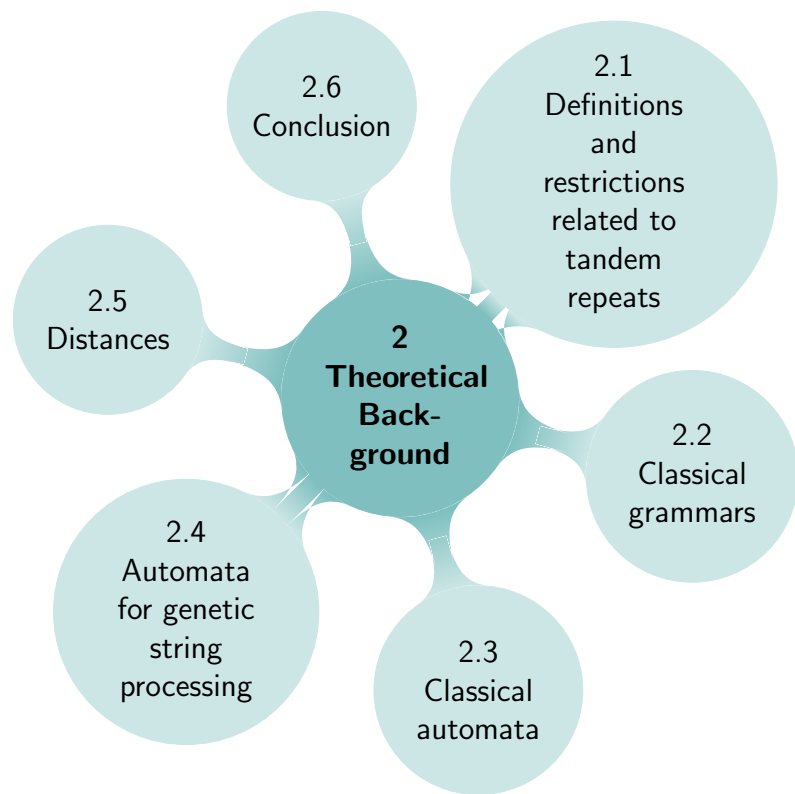 2
Theoretical
Back-
ground
2.1
Definitions
and
restrictions
related to
tandem
repeats
2.2
Classical
grammars
2.3
Classical
automata
2.4
Automata
for genetic
string
processing
2.5
Distances
2.6
Conclusion